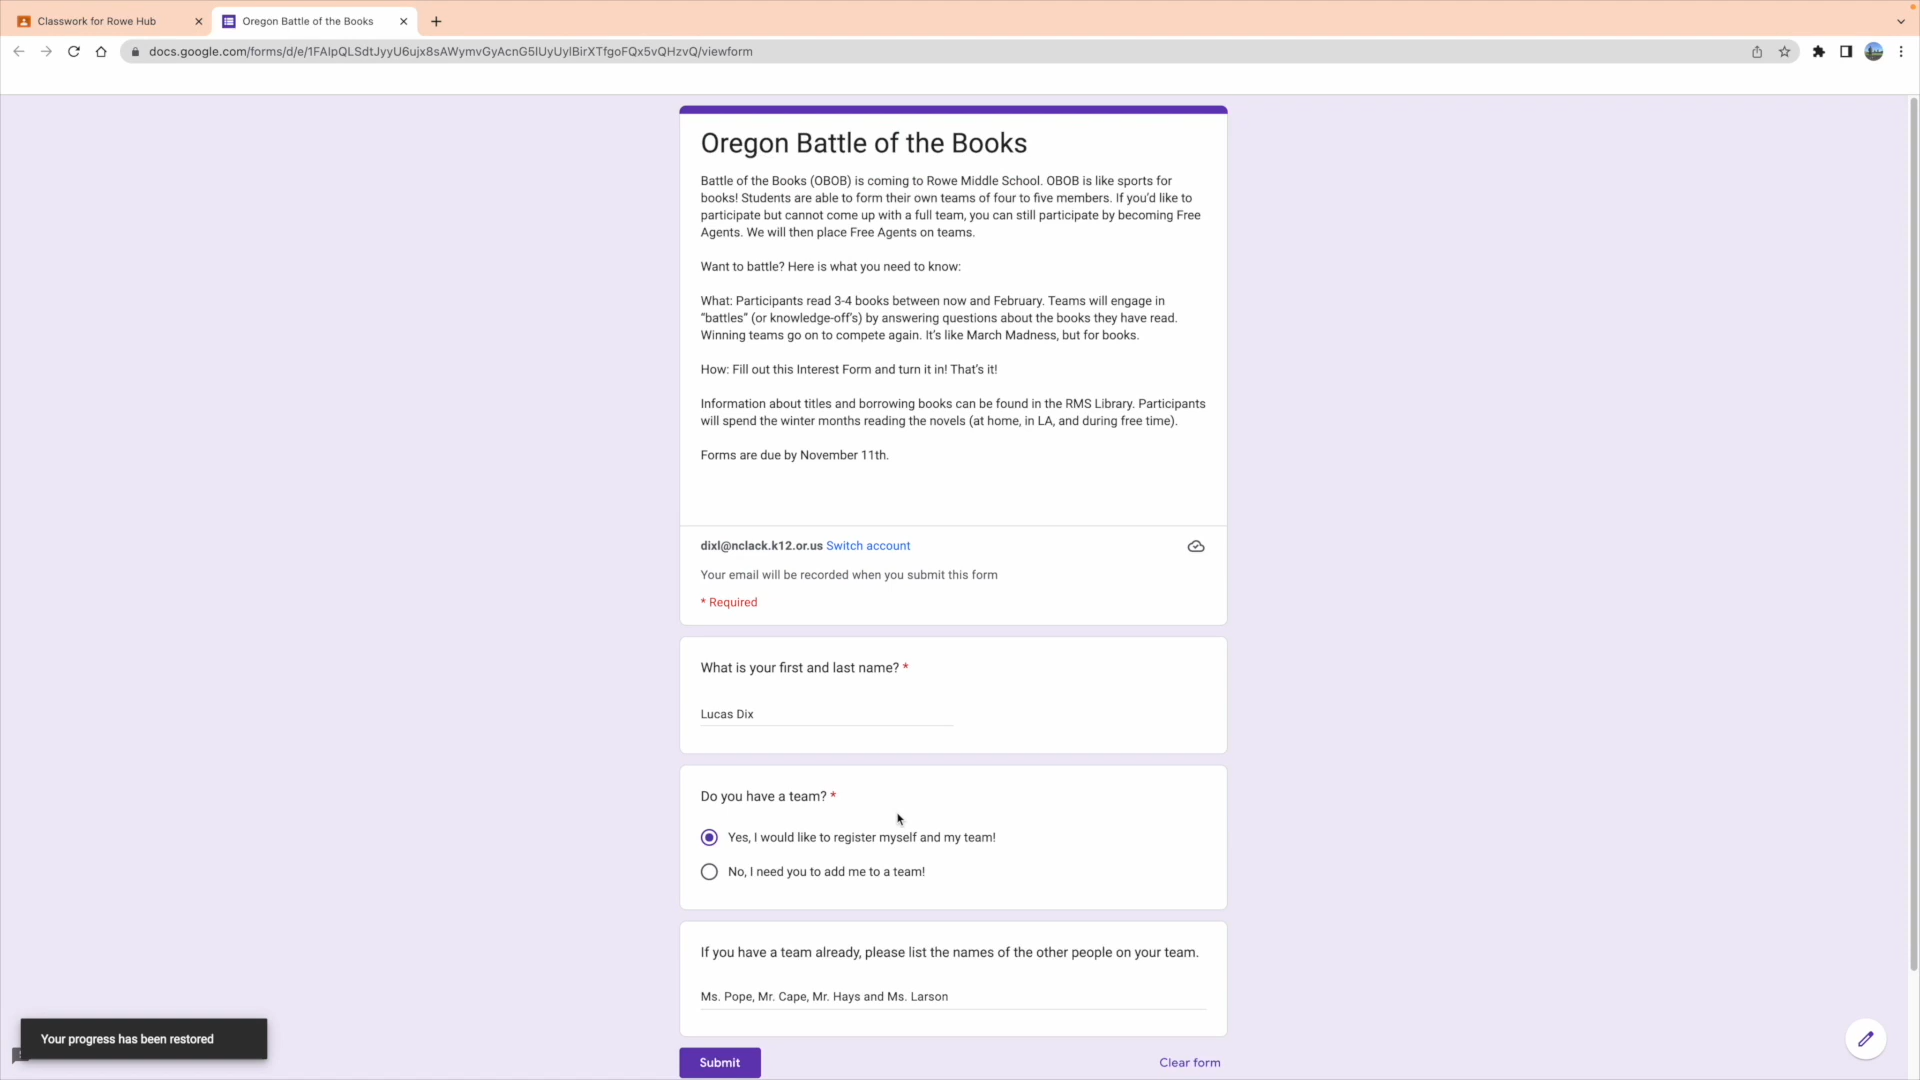 Classwork for Rowe Hub
Oregon Battle of the Books
docs.google.com/forms/d/e/1FAIpQLSdtJyyU6ujx8sAWymvGyAcnG5IUyUyIBirXTfgoFQx5vQHzvQ/viewform
Oregon Battle of the Books
Battle of the Books (OBOB) is coming to Rowe Middle School. OBOB is like sports for
books! Students are able to form their own teams of four to five members. If you'd like to
participate but cannot come up with a full team, you can still participate by becoming Free
Agents. We will then place Free Agents on teams.
Want to battle? Here is what you need to know:
What: Participants read 3-4 books between now and February. Teams will engage in
“battles” (or knowledge-off's) by answering questions about the books they have read.
Winning teams go on to compete again. It's like March Madness, but for books.
How: Fill out this Interest Form and turn it in! That's it!
Information about titles and borrowing books can be found in the RMS Library. Participants
will spend the winter months reading the novels (at home, in LA, and during free time).
Forms are due by November 11th.
dixl@nclack.k12.or.us Switch account
Your email will be recorded when you submit this form
* Required
What is your first and last name? *
Lucas Dix
Do you have a team? *
Yes, I would like to register myself and my team!
No, I need you to add me to a team!
If you have a team already, please list the names of the other people on your team.
Ms. Pope, Mr. Cape, Mr. Hays and Ms. Larson
Your progress has been restored
Submit
Clear form